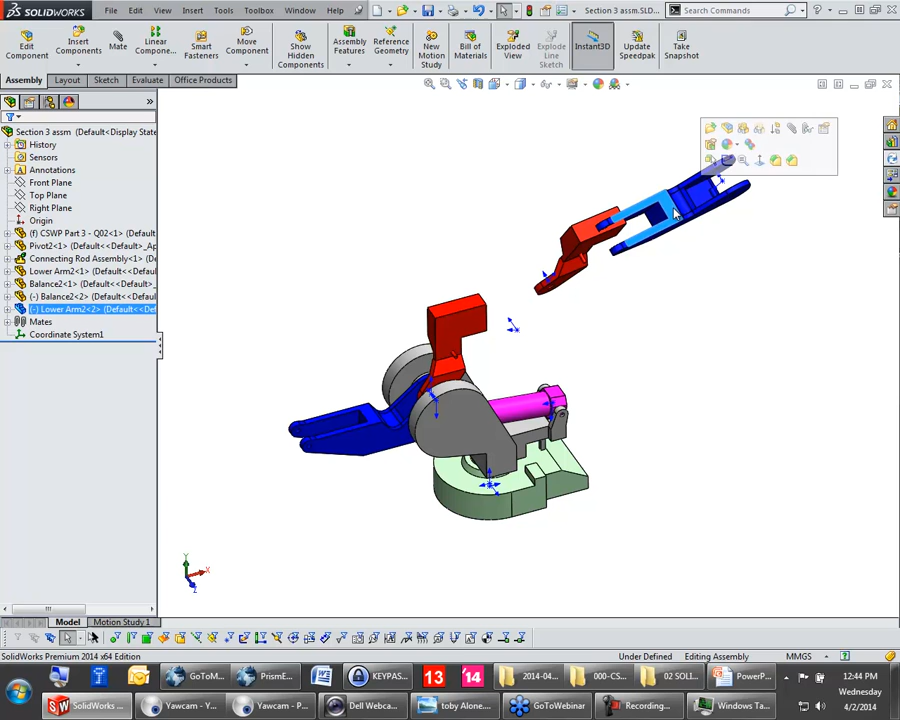 SOLIDWORKS File Edit View Insert Tools Toolbox Window Help Section 3 assm.SLD... Search Commands
Edit Component
Insert Components
Mate
Linear Compone...
Smart Fasteners
Move Component
Show Hidden Components
Assembly Features
Reference Geometry
New Motion Study
Bill of Materials
Exploded View
Explode Line Sketch
Instant3D
Update Speedpak
Take Snapshot
Assembly Layout Sketch Evaluate Office Products
Section 3 assm (Default<Display State
History
Sensors
Annotations
Front Plane
Top Plane
Right Plane
Origin
(f) CSWP Part 3 - Q02<1> (Default
Pivot2<1> (Default<<Default>_Ap
Connecting Rod Assembly<1> (De
Lower Arm2<1> (Default<<Defau
Balance2<1> (Default<<Default>_
(-) Balance2<2> (Default<<Defau
(-) Lower Arm2<2> (Default<<Def
Mates
Coordinate System1
Y
X
Z
Model Motion Study 1
SolidWorks Premium 2014 x64 Edition Under Defined Editing Assembly MMGS
GoToM... PrismE... KEYPAS... 13 '14 2014-04... 000-CS... 02 SOLI... PowerP... 12:44 PM
Wednesday
SolidWorks... Yawcam - Y... Yawcam - P... Dell Webca... toby Alone.... GoToWebinar Recording... Windows Ta... 4/2/2014